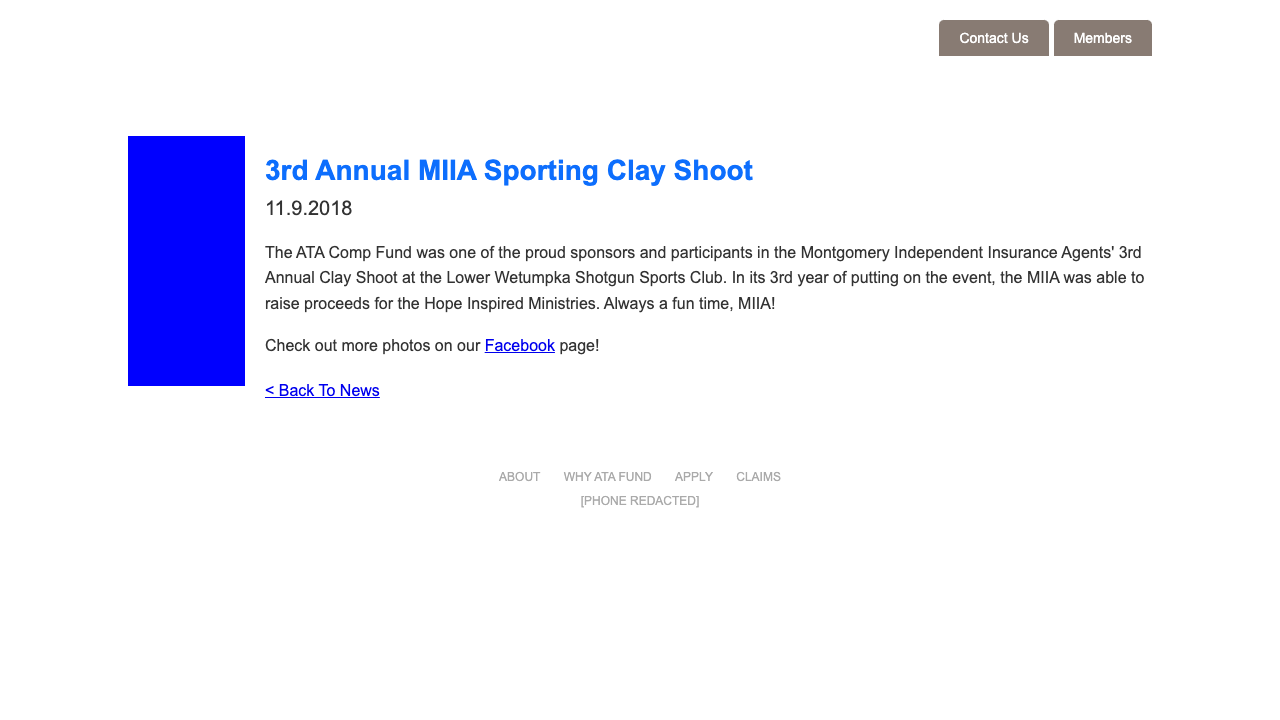 Contact Us
Members
3rd Annual MIIA Sporting Clay Shoot
11.9.2018
The ATA Comp Fund was one of the proud sponsors and participants in the Montgomery Independent Insurance Agents' 3rd
Annual Clay Shoot at the Lower Wetumpka Shotgun Sports Club. In its 3rd year of putting on the event, the MIIA was able to
raise proceeds for the Hope Inspired Ministries. Always a fun time, MIIA!
Check out more photos on our Facebook page!
< Back To News
ABOUT WHY ATA FUND APPLY CLAIMS
[PHONE REDACTED]